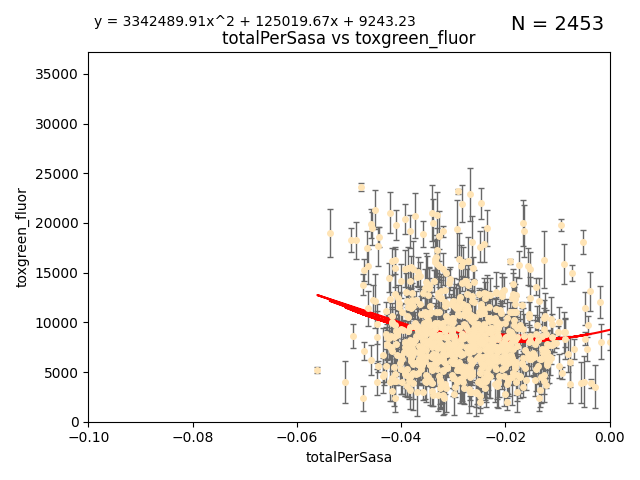 y = 3342489.91x^2 + 125019.67x + 9243.23
N = 2453
totalPerSasa vs toxgreen_fluor
35000
30000
25000
20000
15000
10000
5000
0
toxgreen_fluor
−0.10
−0.08
−0.06
−0.04
−0.02
0.00
totalPerSasa